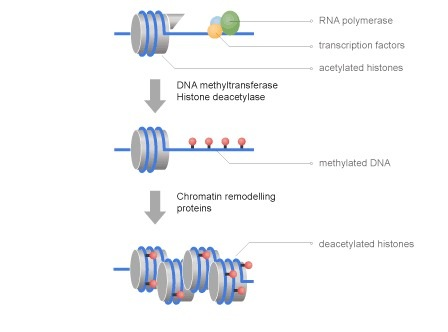 RNA polymerase
transcription factors
acetylated histones
DNA methyltransferase
Histone deacetylase
methylated DNA
Chromatin remodelling
proteins
deacetylated histones